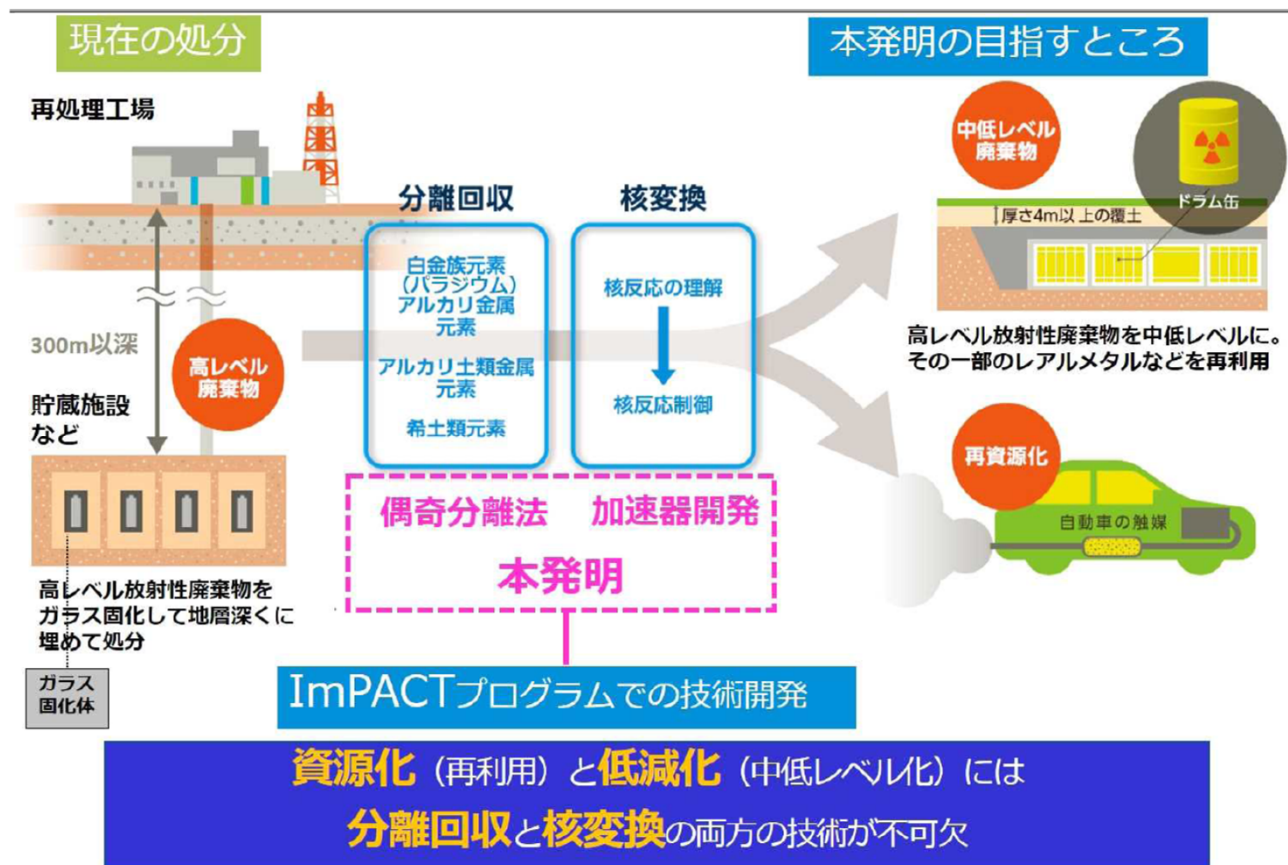 現在の処分
本発明の目指すところ
再処理工場
300m以深
高レベル
廃棄物
貯蔵施設
など
高レベル放射性廃棄物を
ガラス固化して地層深くに
埋めて処分
ガラス
固化体
分離回収
白金族元素
(パラジウム)
アルカリ金属
元素
アルカリ土類金属
元素
希土類元素
核変換
核反応の理解
核反応制御
偶奇分離法
加速器開発
本発明
中低レベル
廃棄物
ドラム缶
厚さ4m以上の覆土
高レベル放射性廃棄物を中低レベルに。
その一部のレアルメタルなどを再利用
再資源化
自動車の触媒
ImPACTプログラムでの技術開発
資源化(再利用)と低減化(中低レベル化)には
分離回収と核変換の両方の技術が不可欠